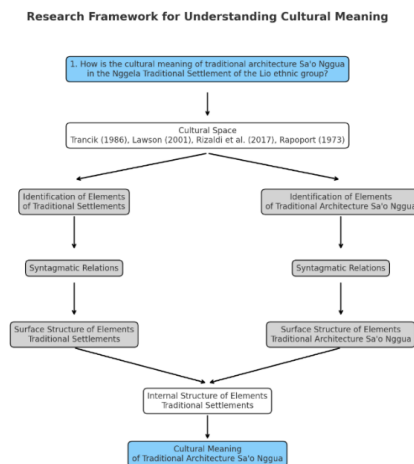 Research Framework for Understanding Cultural Meaning
1. How is the cultural meaning of traditional architecture Sa'o Nggua
in the Nggela Traditional Settlement of the Lio ethnic group?
Cultural Space
Trancik (1986), Lawson (2001), Rizaldi et al. (2017), Rapoport (1973)
Identification of Elements
of Traditional Settlements
Identification of Elements
of Traditional Architecture Sa'o Nggua
Syntagmatic Relations
Syntagmatic Relations
Surface Structure of Elements
Traditional Settlements
Surface Structure of Elements
Traditional Architecture Sa'o Nggua
Internal Structure of Elements
Traditional Settlements
Cultural Meaning
of Traditional Architecture Sa'o Nggua